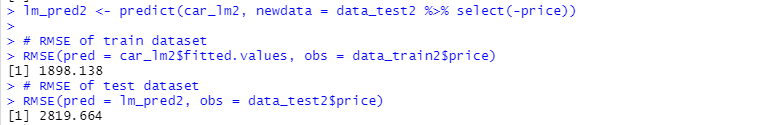 > lm_pred2 <- predict(car_lm2, newdata = data_test2 %>% select(-price))
>
> # RMSE of train dataset
> RMSE(pred = car_lm2$fitted.values, obs = data_train2$price)
[1] 1898.138
> # RMSE of test dataset
> RMSE(pred = lm_pred2, obs = data_test2$price)
[1] 2819.664